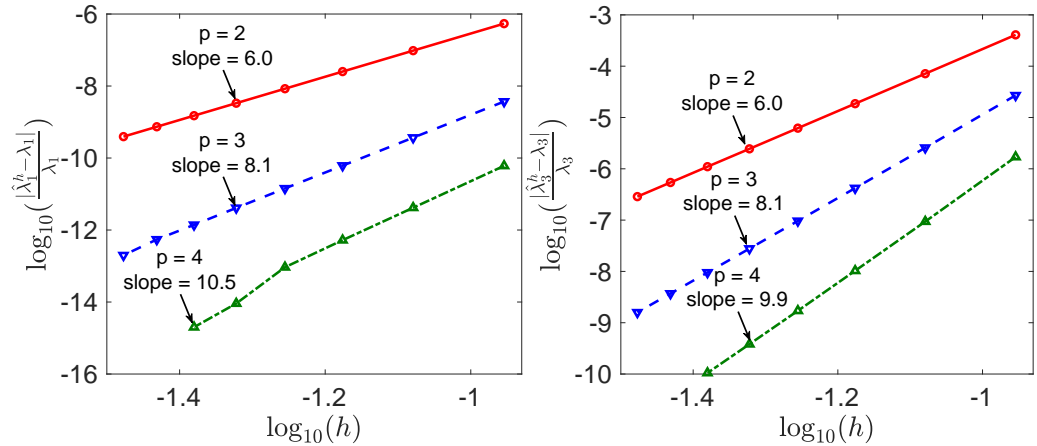 -6
-8
-10
-12
-14
-16
-1.4
-1.2
-1
log₁₀(|λ̂₁ʰ−λ₁|/λ₁)
log₁₀(h)
p = 2
slope = 6.0
p = 3
slope = 8.1
p = 4
slope = 10.5
-3
-4
-5
-6
-7
-8
-9
-10
-1.4
-1.2
-1
log₁₀(|λ̂₃ʰ−λ₃|/λ₃)
log₁₀(h)
p = 2
slope = 6.0
p = 3
slope = 8.1
p = 4
slope = 9.9